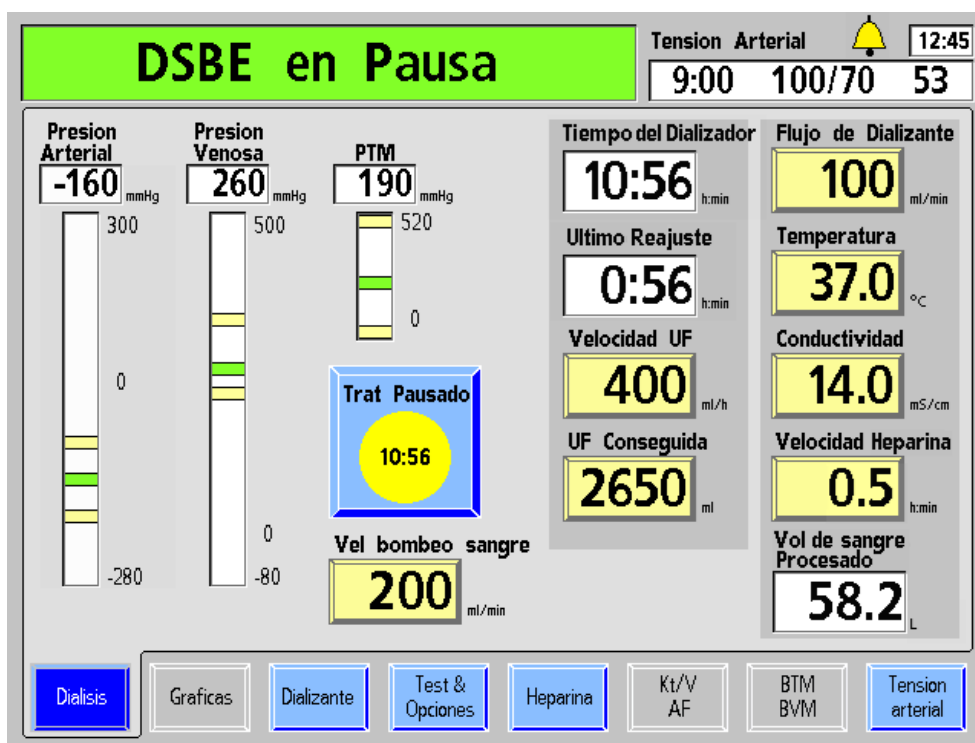 DSBE en Pausa
Tension Arterial
12:45
9:00 100/70 53
Presion
Arterial
-160 mmHg
300
0
-280
Presion
Venosa
260 mmHg
500
0
-80
PTM
190 mmHg
520
0
Trat Pausado
10:56
Vel bombeo sangre
200 ml/min
Tiempo del Dializador
10:56 h:min
Ultimo Reajuste
0:56 h:min
Velocidad UF
400 ml/h
UF Conseguida
2650 ml
Flujo de Dializante
100 ml/min
Temperatura
37.0 °C
Conductividad
14.0 mS/cm
Velocidad Heparina
0.5 h:min
Vol de sangre
Procesado
58.2 L
Dialisis
Graficas
Dializante
Test &
Opciones
Heparina
Kt/V
AF
BTM
BVM
Tension
arterial